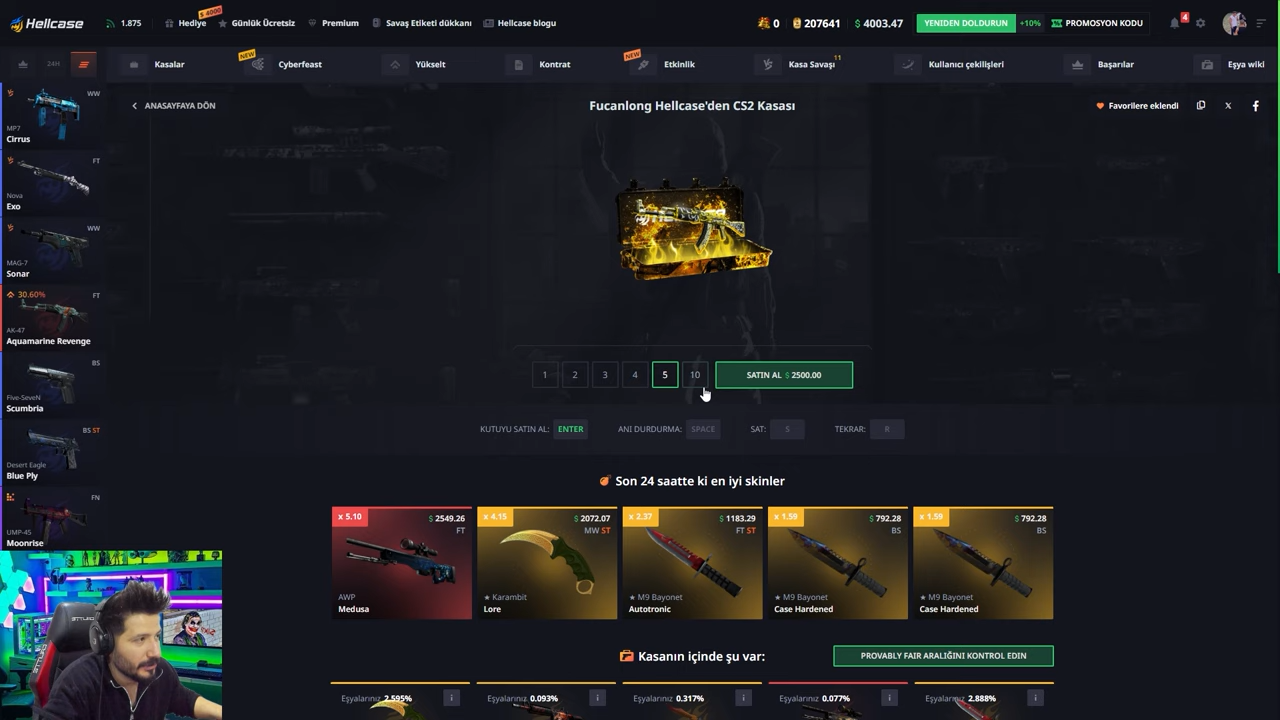 Hellcase
1.875
Hediye
$ 4000
Günlük Ücretsiz
Premium
Savaş Etiketi dükkanı
Hellcase blogu
0
207641
$ 4003.47
YENİDEN DOLDURUN
+10%
PROMOSYON KODU
4
24H
Kasalar
NEW
Cyberfeast
Yükselt
Kontrat
NEW
Etkinlik
Kasa Savaşı
11
Kullanıcı çekilişleri
Başarılar
Eşya wiki
ANASAYFAYA DÖN
Fucanlong Hellcase'den CS2 Kasası
Favorilere eklendi
WW
MP7
Cirrus
FT
Nova
Exo
WW
MAG-7
Sonar
30.60%
FT
AK-47
Aquamarine Revenge
BS
Five-SeveN
Scumbria
BS ST
Desert Eagle
Blue Ply
FN
UMP-45
Moonrise
1
2
3
4
5
10
SATIN AL $ 2500.00
KUTUYU SATIN AL: ENTER
ANI DURDURMA: SPACE
SAT: S
TEKRAR: R
Son 24 saatte ki en iyi skinler
x 5.10
$ 2549.26
FT
AWP
Medusa
x 4.15
$ 2072.07
MW ST
★ Karambit
Lore
x 2.37
$ 1183.29
FT ST
★ M9 Bayonet
Autotronic
x 1.59
$ 792.28
BS
★ M9 Bayonet
Case Hardened
x 1.59
$ 792.28
BS
★ M9 Bayonet
Case Hardened
Kasanın içinde şu var:
PROVABLY FAIR ARALIĞINI KONTROL EDIN
Eşyalarınız 2.595%
Eşyalarınız 0.093%
Eşyalarınız 0.317%
Eşyalarınız 0.077%
Eşyalarınız 2.888%